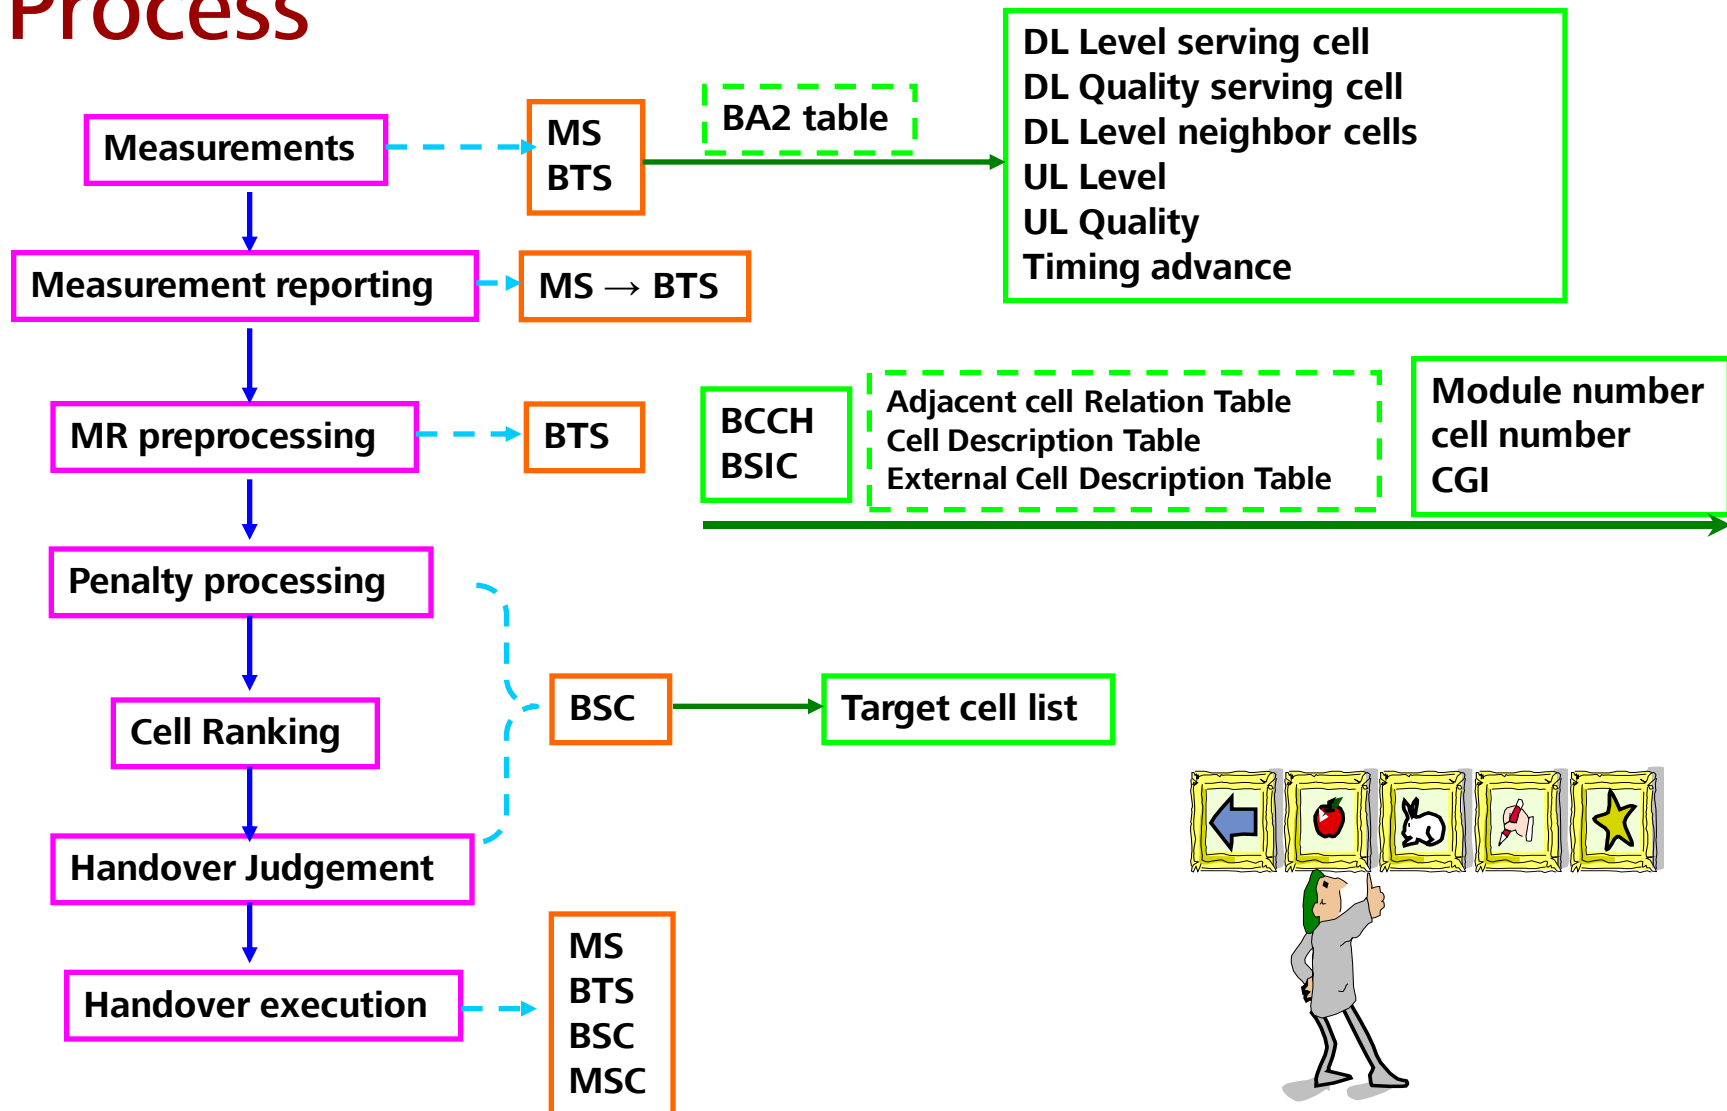 Process
Measurements
MS
BTS
BA2 table
DL Level serving cell
DL Quality serving cell
DL Level neighbor cells
UL Level
UL Quality
Timing advance
Measurement reporting
MS → BTS
MR preprocessing
BTS
BCCH
BSIC
Adjacent cell Relation Table
Cell Description Table
External Cell Description Table
Module number
cell number
CGI
Penalty processing
Cell Ranking
BSC
Target cell list
Handover Judgement
Handover execution
MS
BTS
BSC
MSC